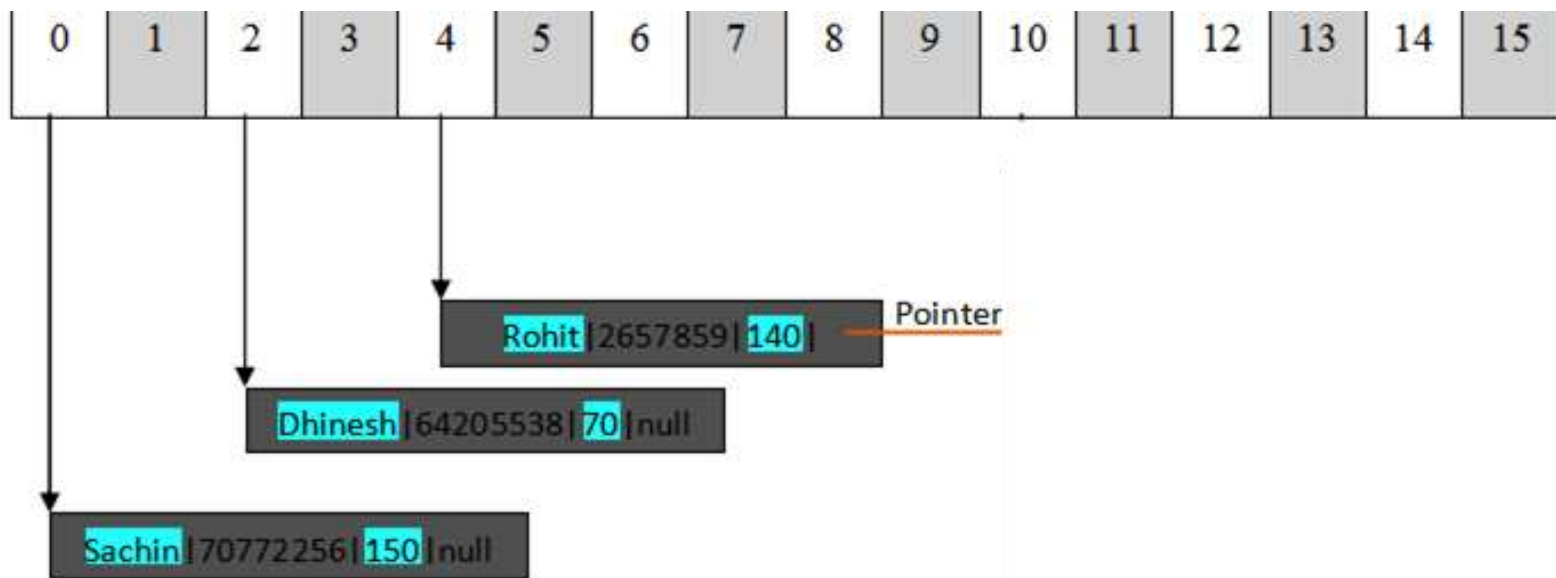 0 1 2 3 4 5 6 7 8 9 10 11 12 13 14 15
Pointer
Rohit|2657859|140|
Dhinesh|64205538|70|null
Sachin|70772256|150|null